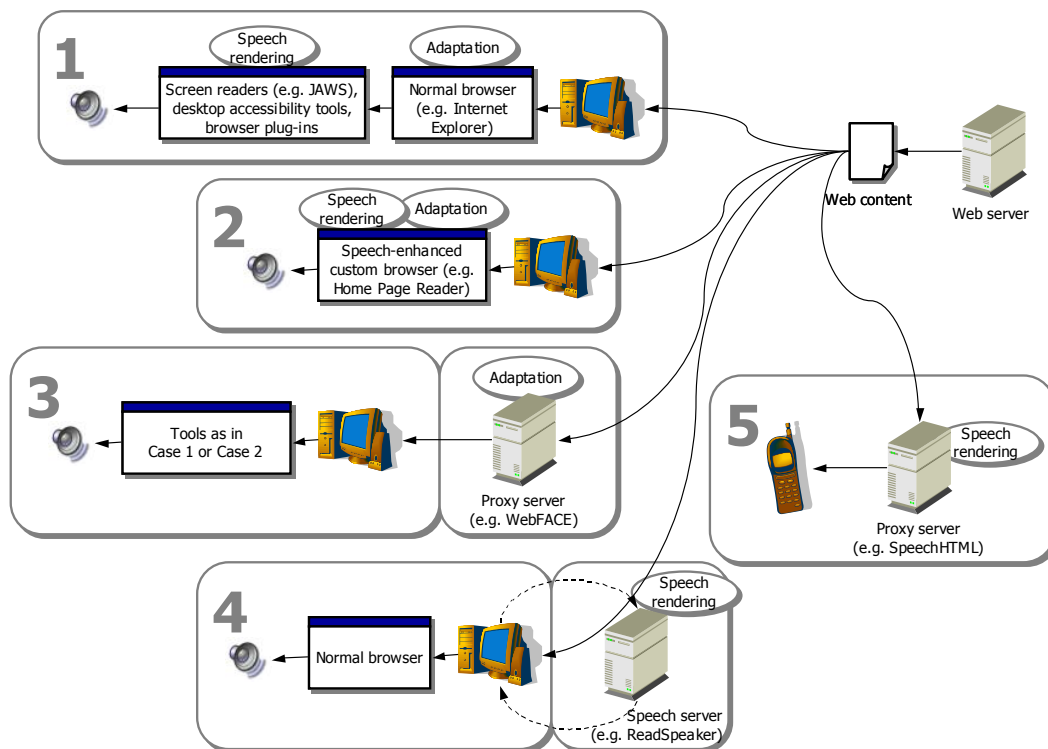 1
Speech
rendering
Adaptation
Screen readers (e.g. JAWS),
desktop accessibility tools,
browser plug-ins
Normal browser
(e.g. Internet
Explorer)
Web content
Web server
2
Speech
rendering
Adaptation
Speech-enhanced
custom browser (e.g.
Home Page Reader)
3
Tools as in
Case 1 or Case 2
Adaptation
Proxy server
(e.g. WebFACE)
4
Normal browser
Speech
rendering
Speech server
(e.g. ReadSpeaker)
5
Speech
rendering
Proxy server
(e.g. SpeechHTML)